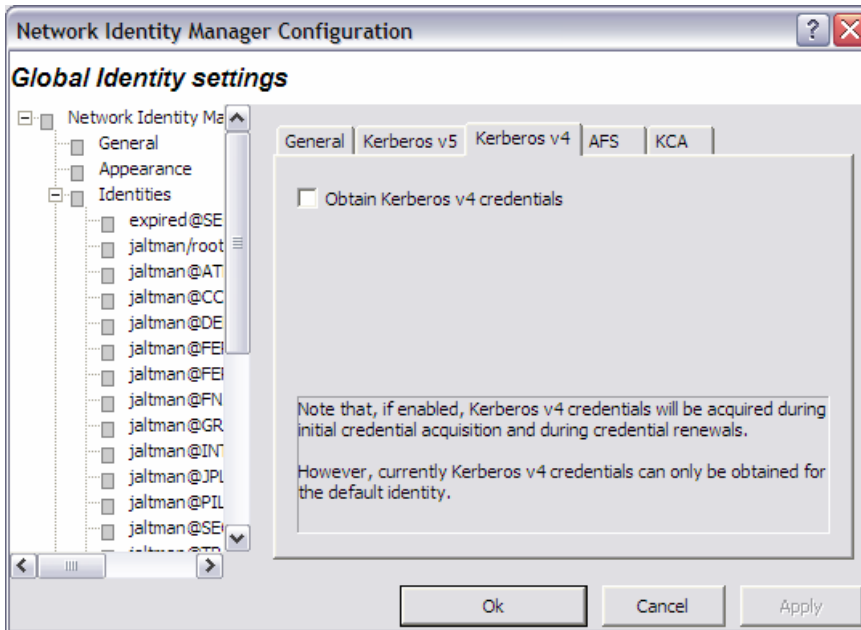 Network Identity Manager Configuration
Global Identity settings
Network Identity Ma
General
Appearance
Identities
expired@SE
jaltman/root
jaltman@AT
jaltman@CC
jaltman@DE
jaltman@FE
jaltman@FE
jaltman@FN
jaltman@GR
jaltman@INT
jaltman@JPL
jaltman@PIL
jaltman@SE
General Kerberos v5 Kerberos v4 AFS KCA
Obtain Kerberos v4 credentials
Note that, if enabled, Kerberos v4 credentials will be acquired during
initial credential acquisition and during credential renewals.
However, currently Kerberos v4 credentials can only be obtained for
the default identity.
Ok Cancel Apply